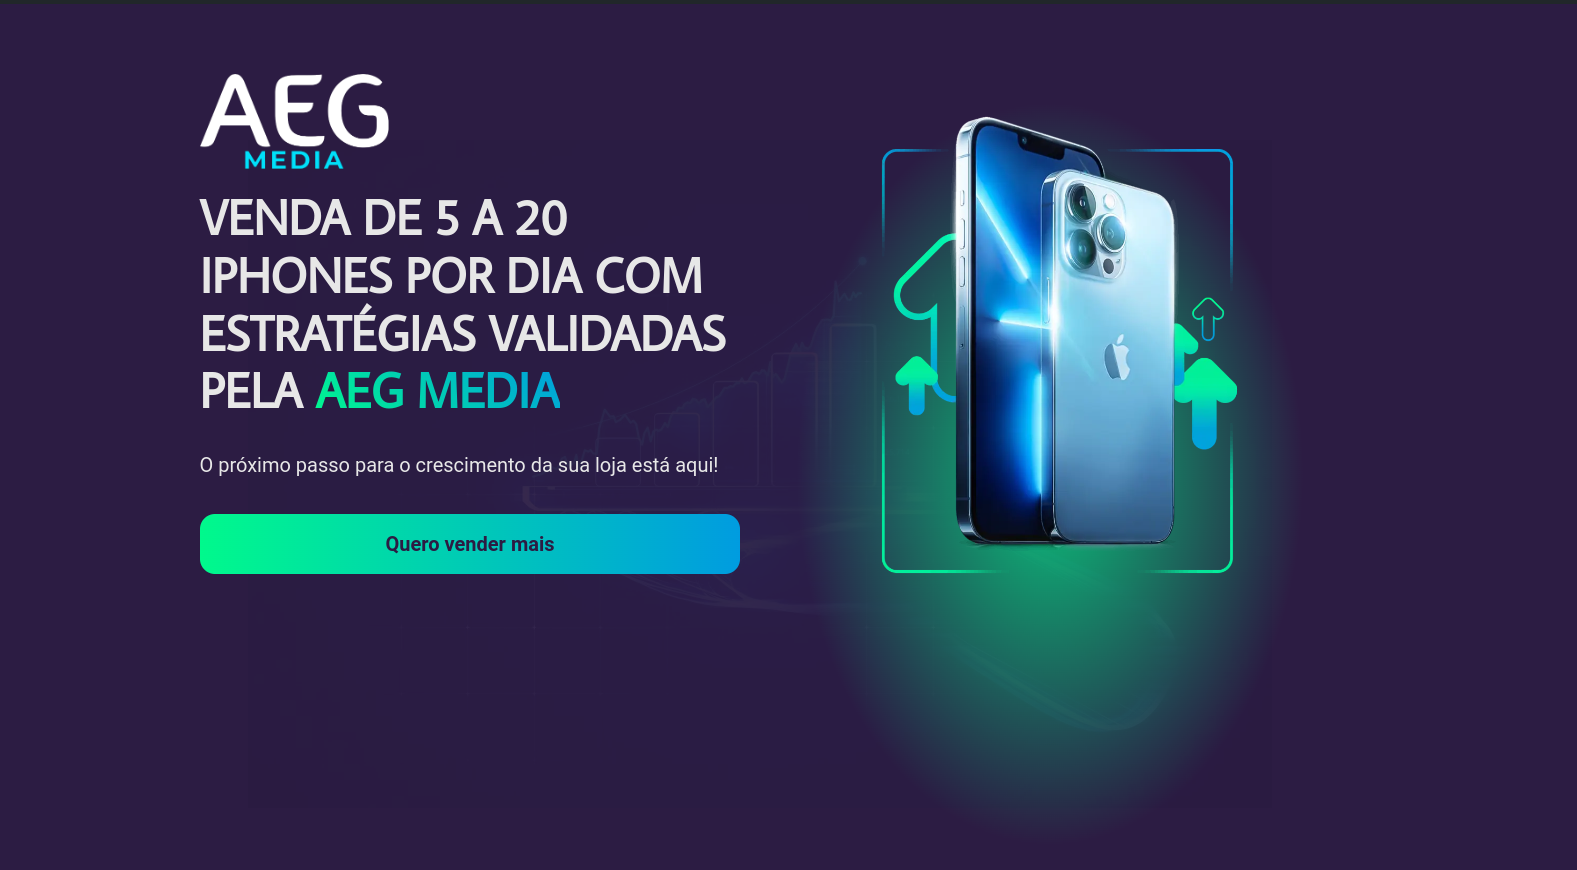 AEG
MEDIA
VENDA DE 5 A 20
IPHONES POR DIA COM
ESTRATÉGIAS VALIDADAS
PELA AEG MEDIA
O próximo passo para o crescimento da sua loja está aqui!
Quero vender mais